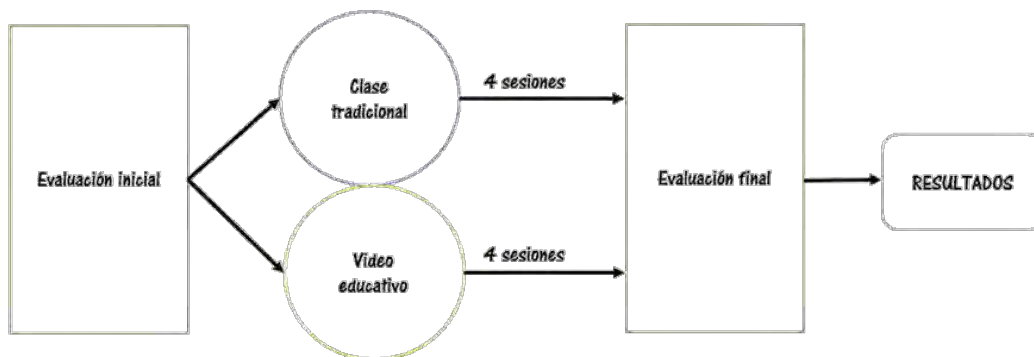 Evaluación inicial
Clase
tradicional
4 sesiones
Video
educativo
4 sesiones
Evaluación final
RESULTADOS